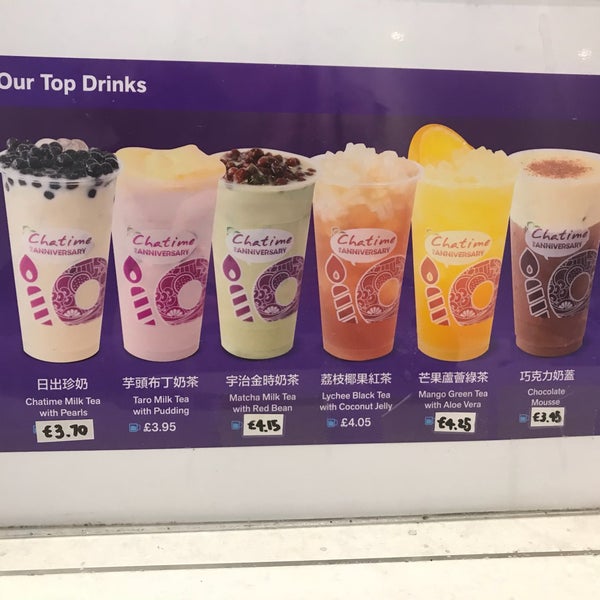 Our Top Drinks
Chatime
ANNIVERSARY
Chatime
ANNIVERSARY
Chatime
ANNIVERSARY
Chatime
ANNIVERSARY
Chatime
ANNIVERSARY
Chatime
ANNIVERSARY
日出珍奶
Chatime Milk Tea
with Pearls
£3.70
芋頭布丁奶茶
Taro Milk Tea
with Pudding
£3.95
宇治金時奶茶
Matcha Milk Tea
with Red Bean
£4.15
荔枝椰果紅茶
Lychee Black Tea
with Coconut Jelly
£4.05
芒果蘆薈綠茶
Mango Green Tea
with Aloe Vera
£4.25
巧克力奶蓋
Chocolate
Mousse
£3.95